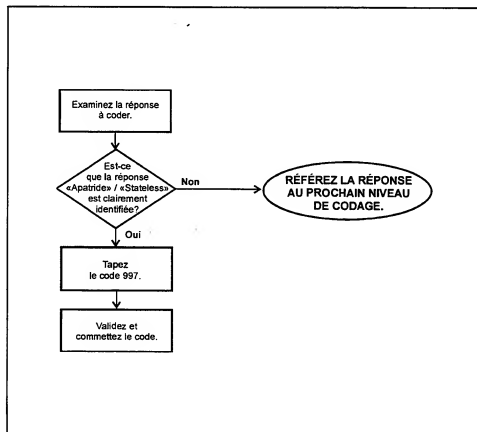 Examinez la réponse
à coder.
Est-ce
que la réponse
«Apatride» / «Stateless»
est clairement
identifiée?
Non
RÉFÉREZ LA RÉPONSE
AU PROCHAIN NIVEAU
DE CODAGE.
Oui
Tapez
le code 997.
Validez et
commettez le code.